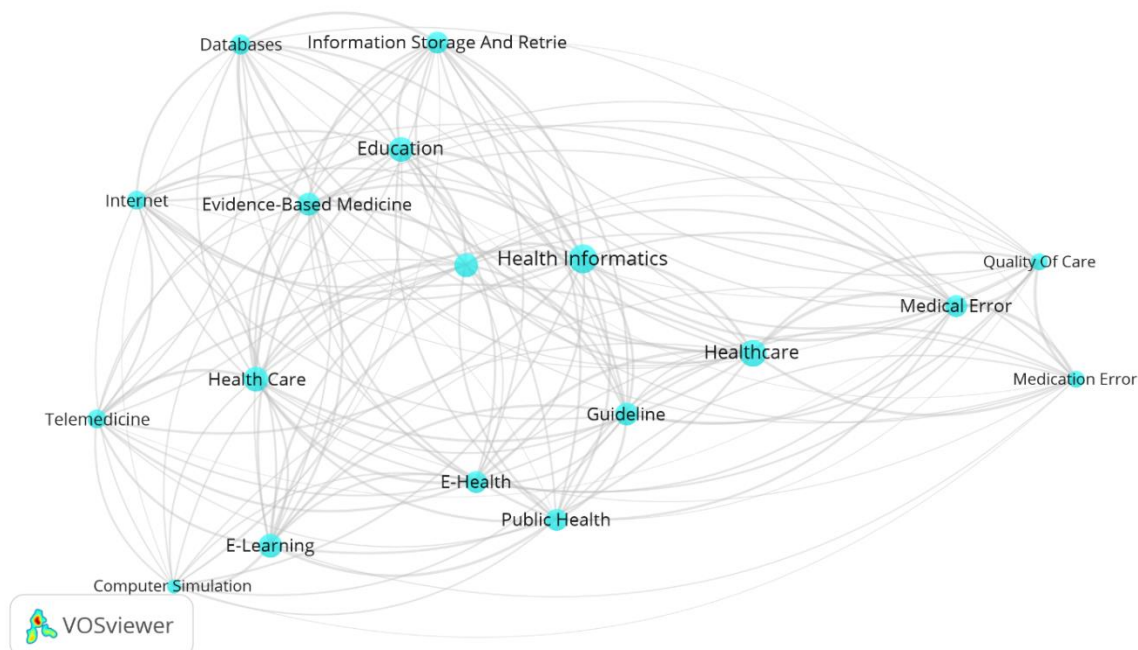 Databases
Information Storage And Retrie
Education
Internet
Evidence-Based Medicine
Health Informatics
Quality Of Care
Medical Error
Healthcare
Health Care
Medication Error
Telemedicine
Guideline
E-Health
Public Health
E-Learning
Computer Simulation
VOSviewer